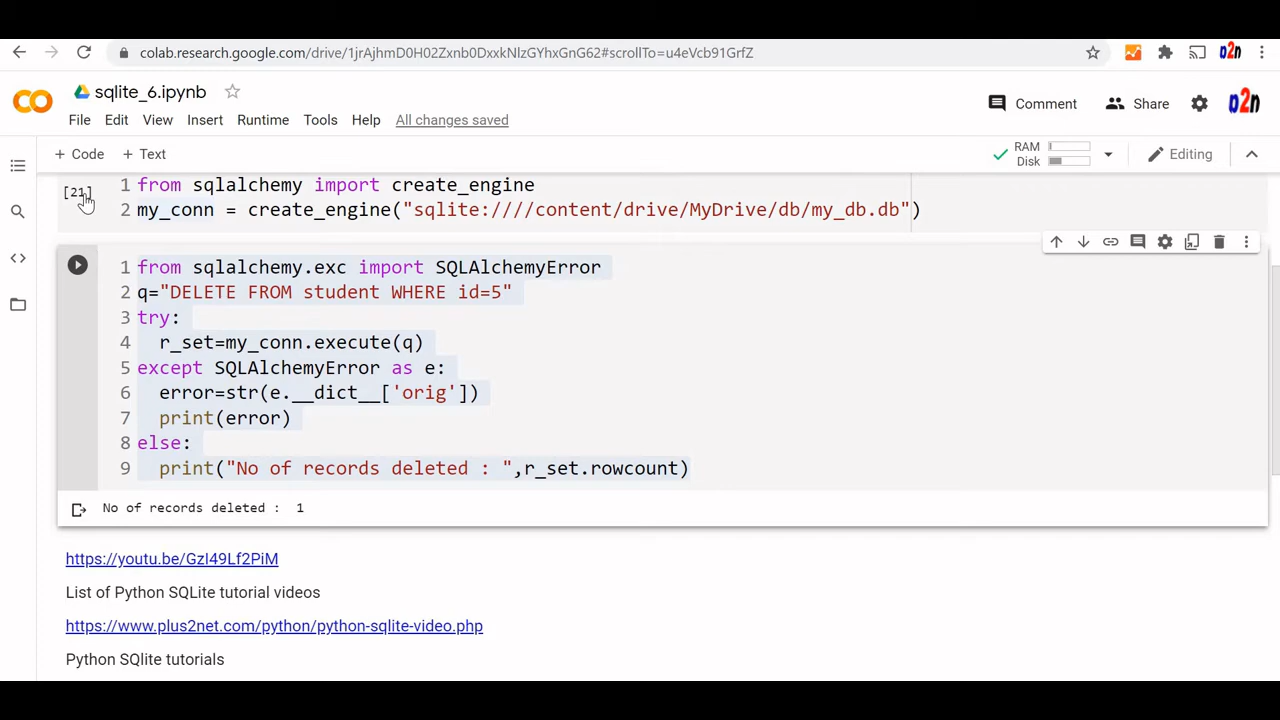 colab.research.google.com/drive/1jrAjhmD0H02Zxnb0DxxkNlzGYhxGnG62#scrollTo=u4eVcb91GrfZ
d2n
CO sqlite_6.ipynb
File Edit View Insert Runtime Tools Help All changes saved
Comment Share d2n
+ Code + Text
RAM
Disk
Editing
[21]
1 from sqlalchemy import create_engine
2 my_conn = create_engine("sqlite:////content/drive/MyDrive/db/my_db.db")
1 from sqlalchemy.exc import SQLAlchemyError
2 q="DELETE FROM student WHERE id=5"
3 try:
4 r_set=my_conn.execute(q)
5 except SQLAlchemyError as e:
6 error=str(e.__dict__['orig'])
7 print(error)
8 else:
9 print("No of records deleted : ",r_set.rowcount)
No of records deleted : 1
https://youtu.be/GzI49Lf2PiM
List of Python SQLite tutorial videos
https://www.plus2net.com/python/python-sqlite-video.php
Python SQlite tutorials